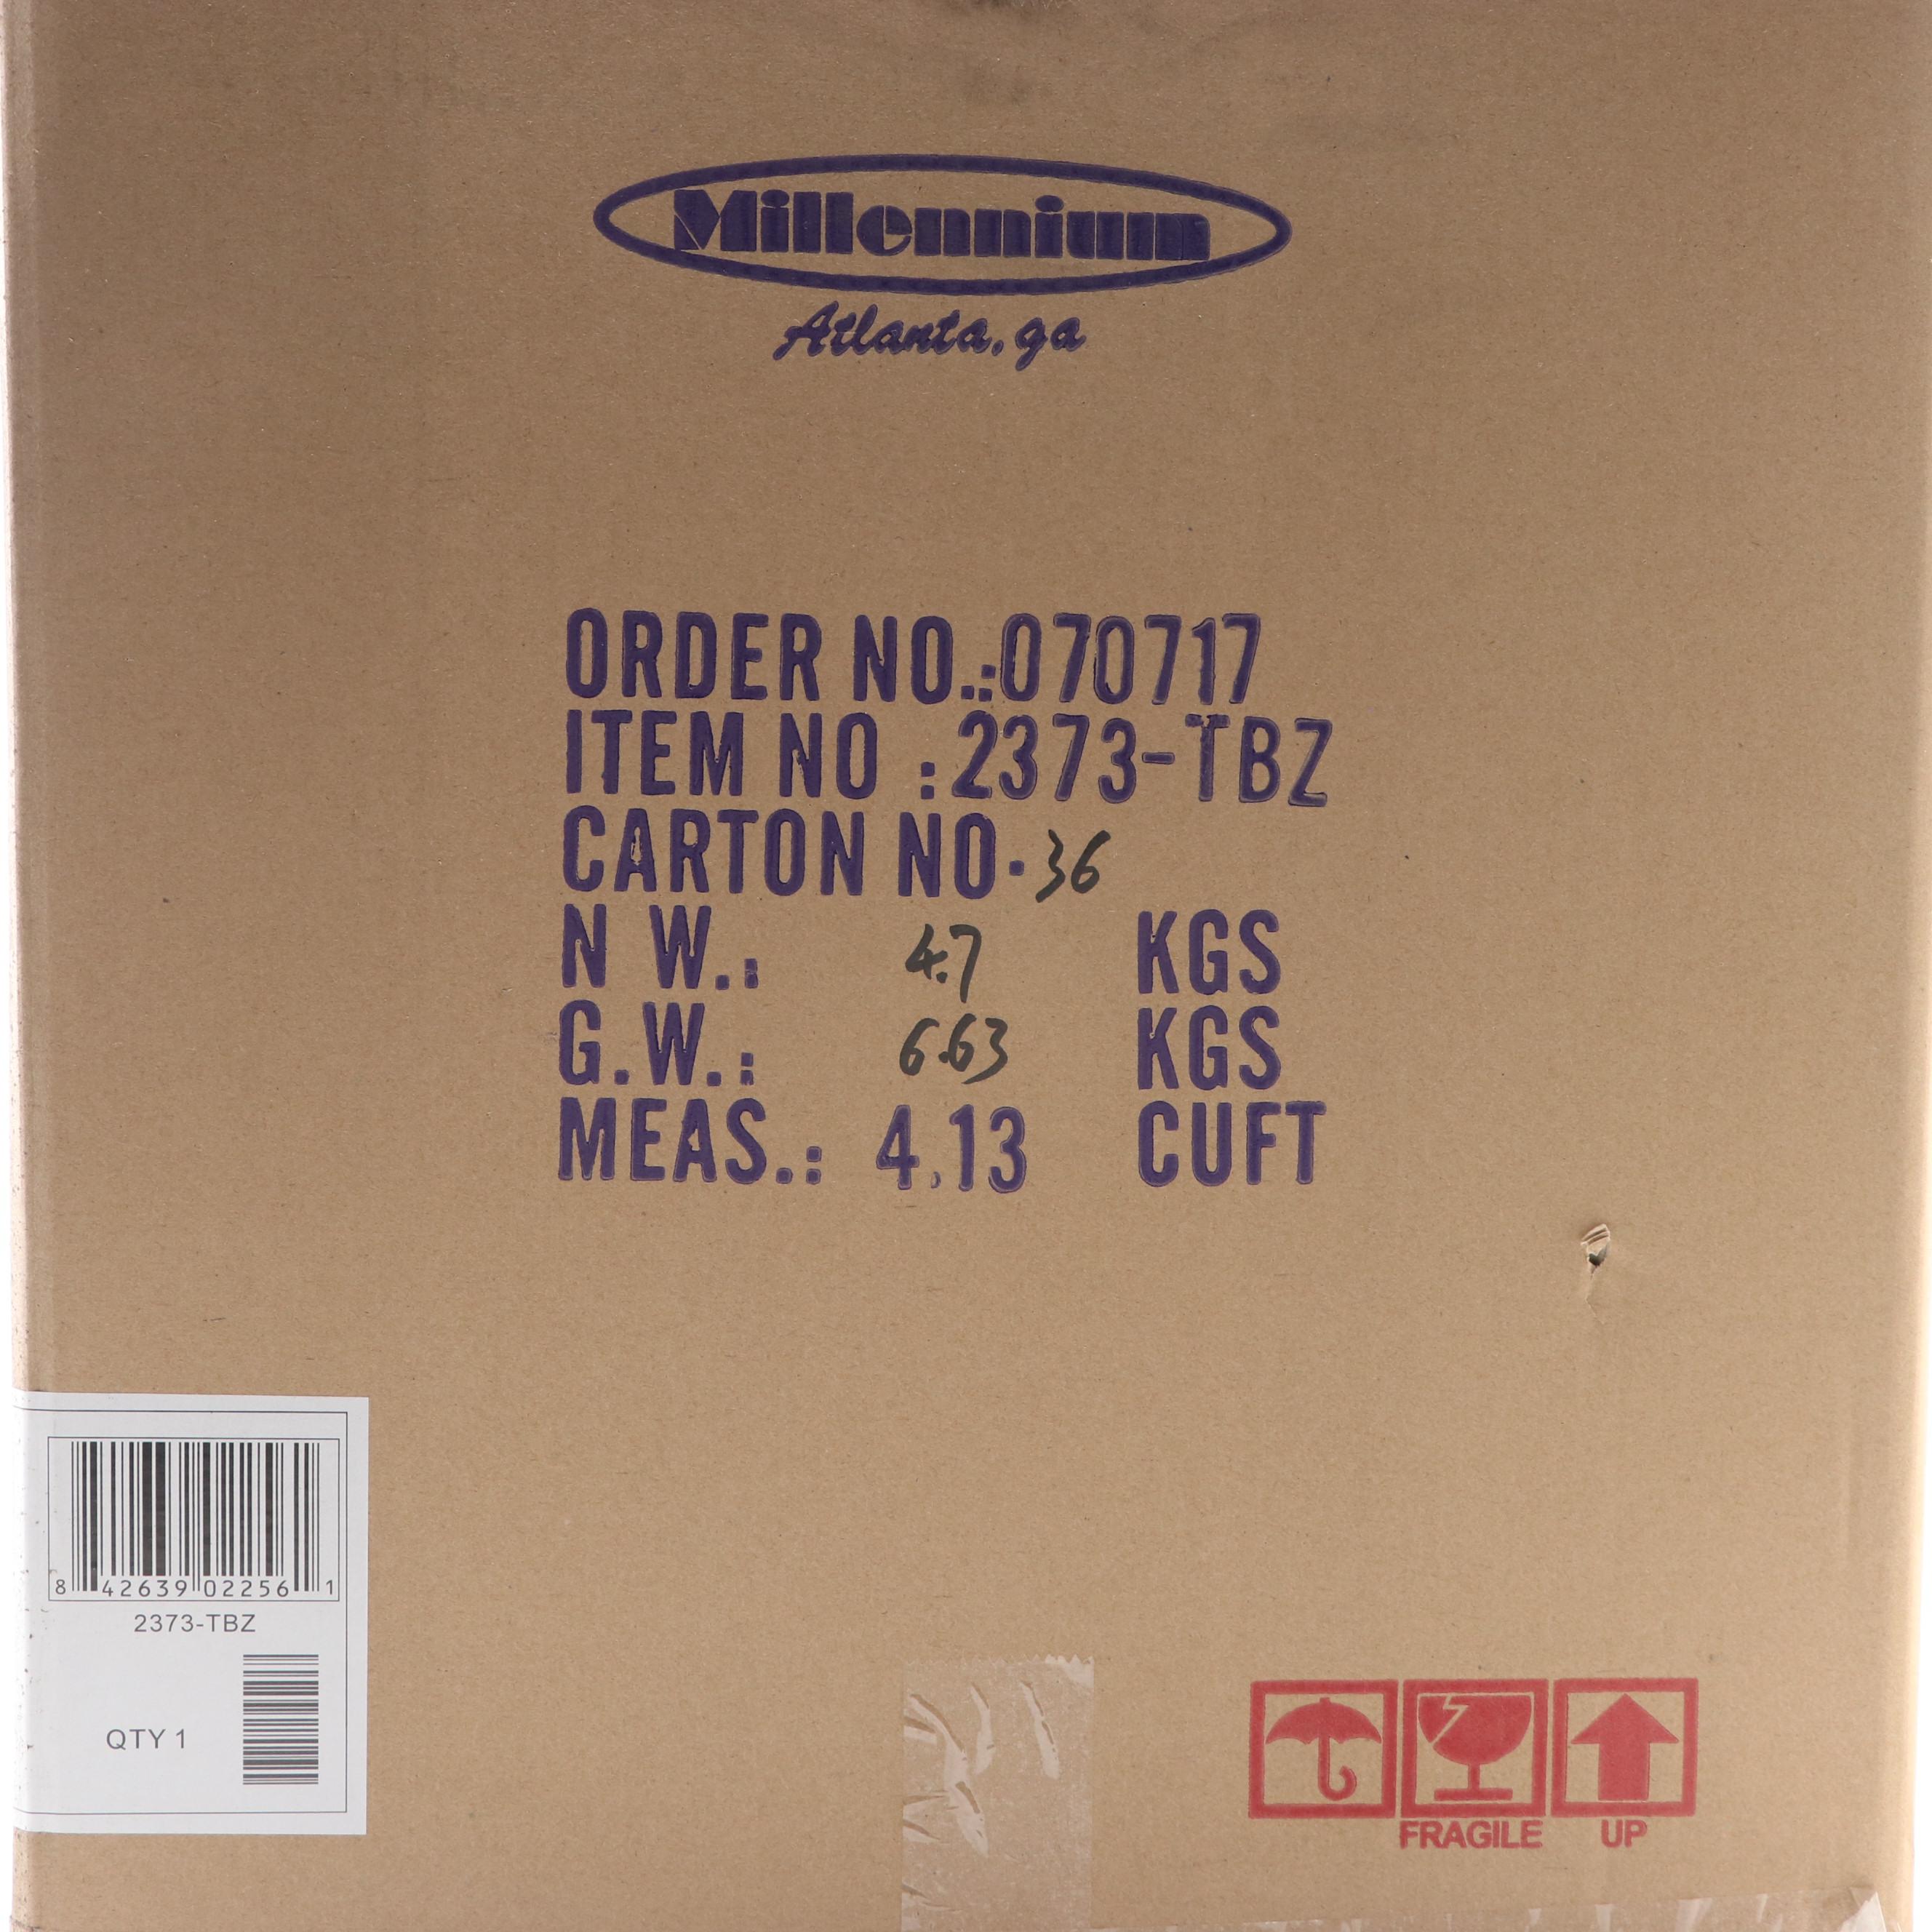 Millennium
Atlanta, ga
ORDER NO.:070717
ITEM NO :2373-TBZ
CARTON NO. 36
N W.: 4.7 KGS
G.W.: 6.63 KGS
MEAS.: 4.13 CUFT
8 42639 02256 1
2373-TBZ
QTY 1
FRAGILE UP